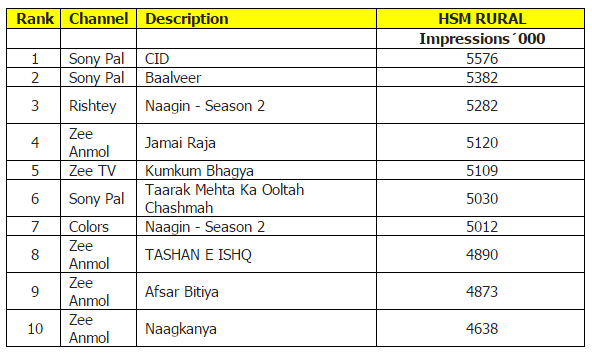 Rank Channel Description HSM RURAL
Impressions´000
1 Sony Pal CID 5576
2 Sony Pal Baalveer 5382
3 Rishtey Naagin - Season 2 5282
4 Zee Anmol Jamai Raja 5120
5 Zee TV Kumkum Bhagya 5109
6 Sony Pal Taarak Mehta Ka Ooltah Chashmah 5030
7 Colors Naagin - Season 2 5012
8 Zee Anmol TASHAN E ISHQ 4890
9 Zee Anmol Afsar Bitiya 4873
10 Zee Anmol Naagkanya 4638